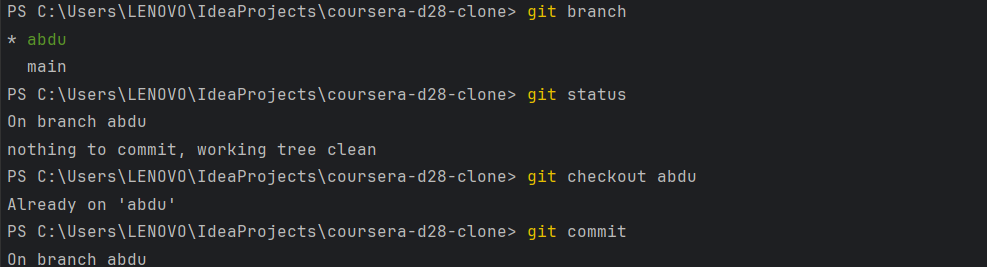 PS C:\Users\LENOVO\IdeaProjects\coursera-d28-clone> git branch
* abdu
  main
PS C:\Users\LENOVO\IdeaProjects\coursera-d28-clone> git status
On branch abdu
nothing to commit, working tree clean
PS C:\Users\LENOVO\IdeaProjects\coursera-d28-clone> git checkout abdu
Already on 'abdu'
PS C:\Users\LENOVO\IdeaProjects\coursera-d28-clone> git commit
On branch abdu